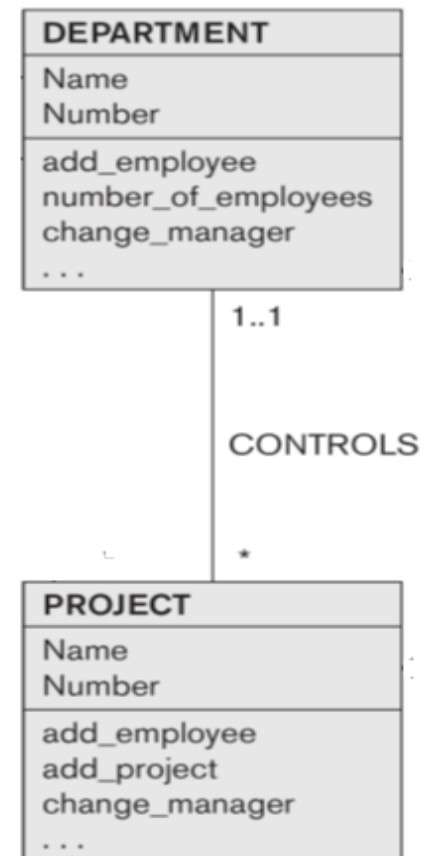 DEPARTMENT
Name
Number
add_employee
number_of_employees
change_manager
. . .
1..1
CONTROLS
*
PROJECT
Name
Number
add_employee
add_project
change_manager
. . .